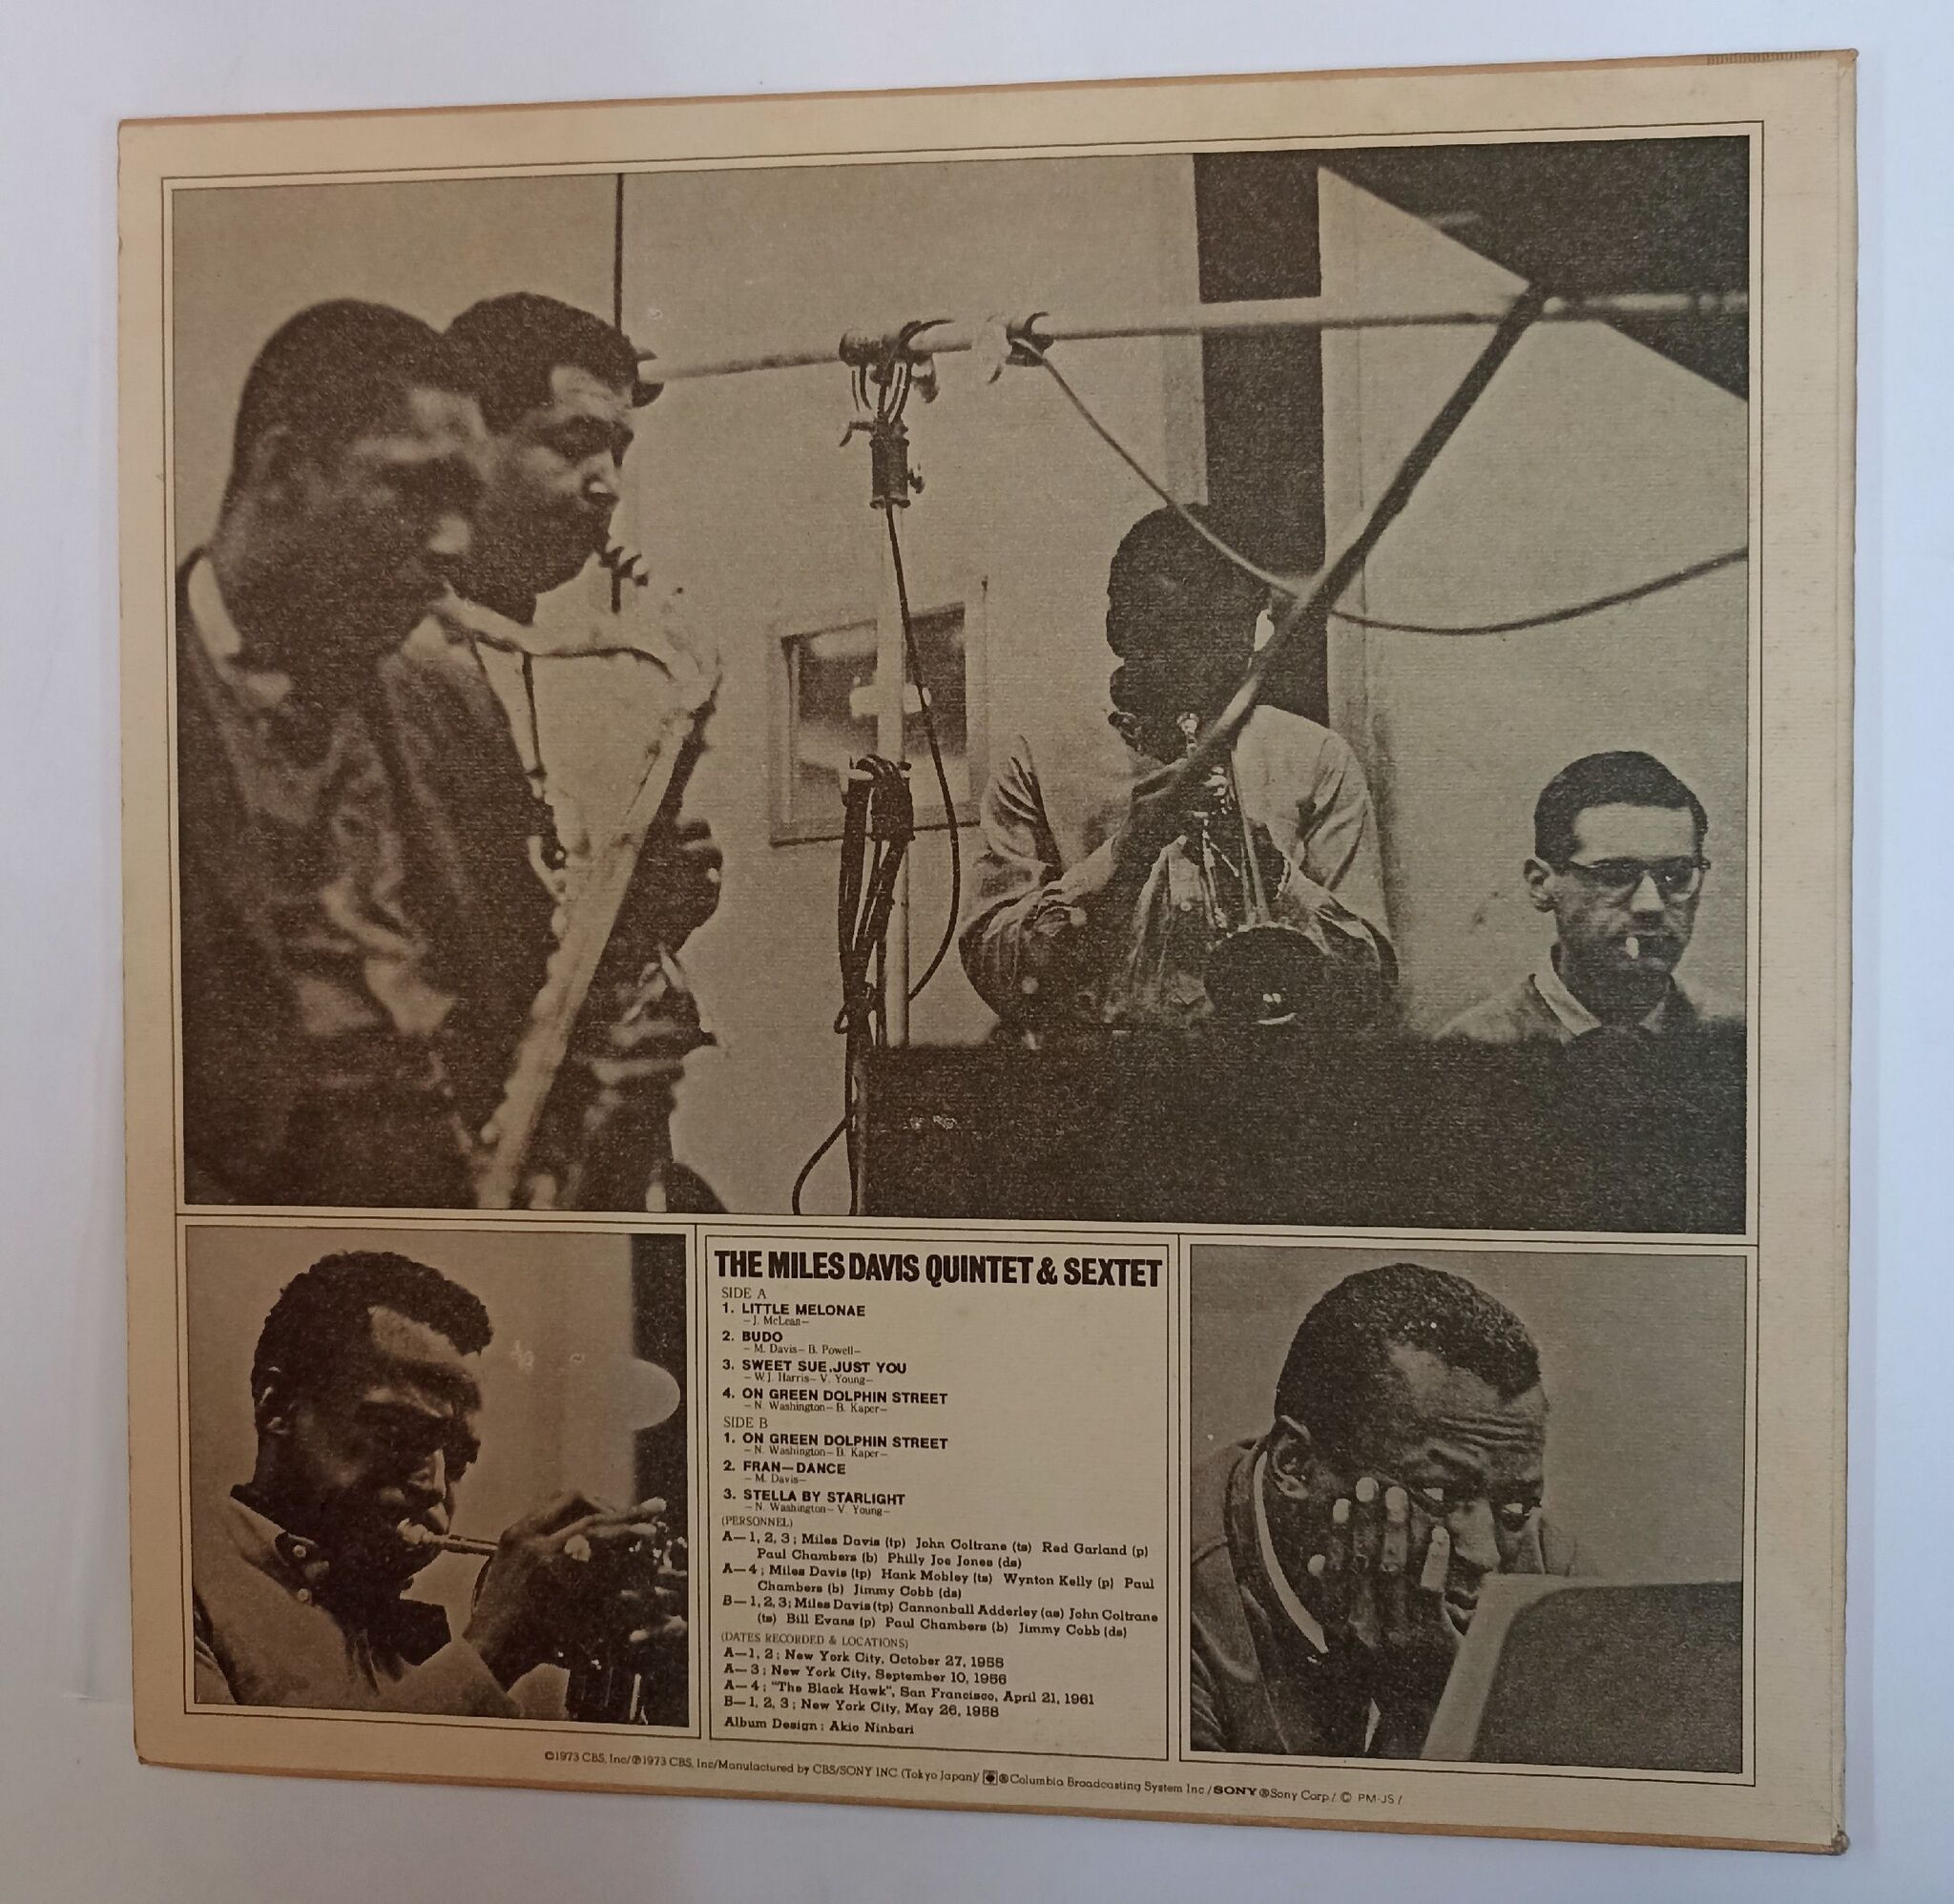 THE MILES DAVIS QUINTET & SEXTET
SIDE A
1. LITTLE MELONAE
—J. McLean—
2. BUDO
—M. Davis—B. Powell—
3. SWEET SUE, JUST YOU
—W.J. Harris—V. Young—
4. ON GREEN DOLPHIN STREET
—N. Washington—B. Kaper—
SIDE B
1. ON GREEN DOLPHIN STREET
—N. Washington—B. Kaper—
2. FRAN—DANCE
—M. Davis—
3. STELLA BY STARLIGHT
—N. Washington—V. Young—
(PERSONNEL)
A—1, 2, 3; Miles Davis (tp) John Coltrane (ts) Red Garland (p)
Paul Chambers (b) Philly Joe Jones (ds)
A—4; Miles Davis (tp) Hank Mobley (ts) Wynton Kelly (p) Paul
Chambers (b) Jimmy Cobb (ds)
B—1, 2, 3; Miles Davis (tp) Cannonball Adderley (as) John Coltrane
(ts) Bill Evans (p) Paul Chambers (b) Jimmy Cobb (ds)
(DATES RECORDED & LOCATIONS)
A—1, 2; New York City, October 27, 1955
A—3; New York City, September 10, 1956
A—4; "The Black Hawk", San Francisco, April 21, 1961
B—1, 2, 3; New York City, May 26, 1958
Album Design; Akio Ninbari
©1973 CBS, Inc/℗1973 CBS, Inc/Manufactured by CBS/SONY INC (Tokyo Japan)/ ®Columbia Broadcasting System Inc /SONY ®Sony Corp/ © PM-JS /